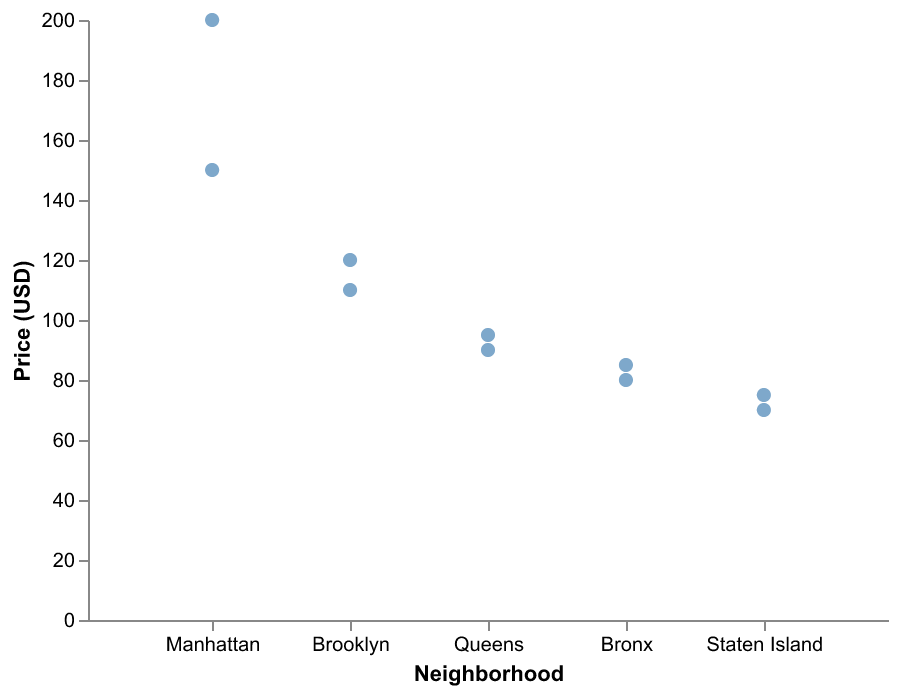 200
180
160
140
120
100
80
60
40
20
0
Price (USD)
Manhattan
Brooklyn
Queens
Bronx
Staten Island
Neighborhood